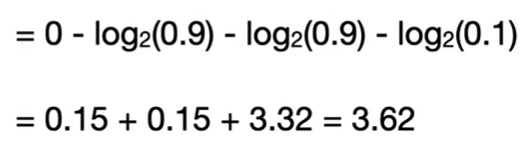 = 0 - log₂(0.9) - log₂(0.9) - log₂(0.1)
= 0.15 + 0.15 + 3.32 = 3.62